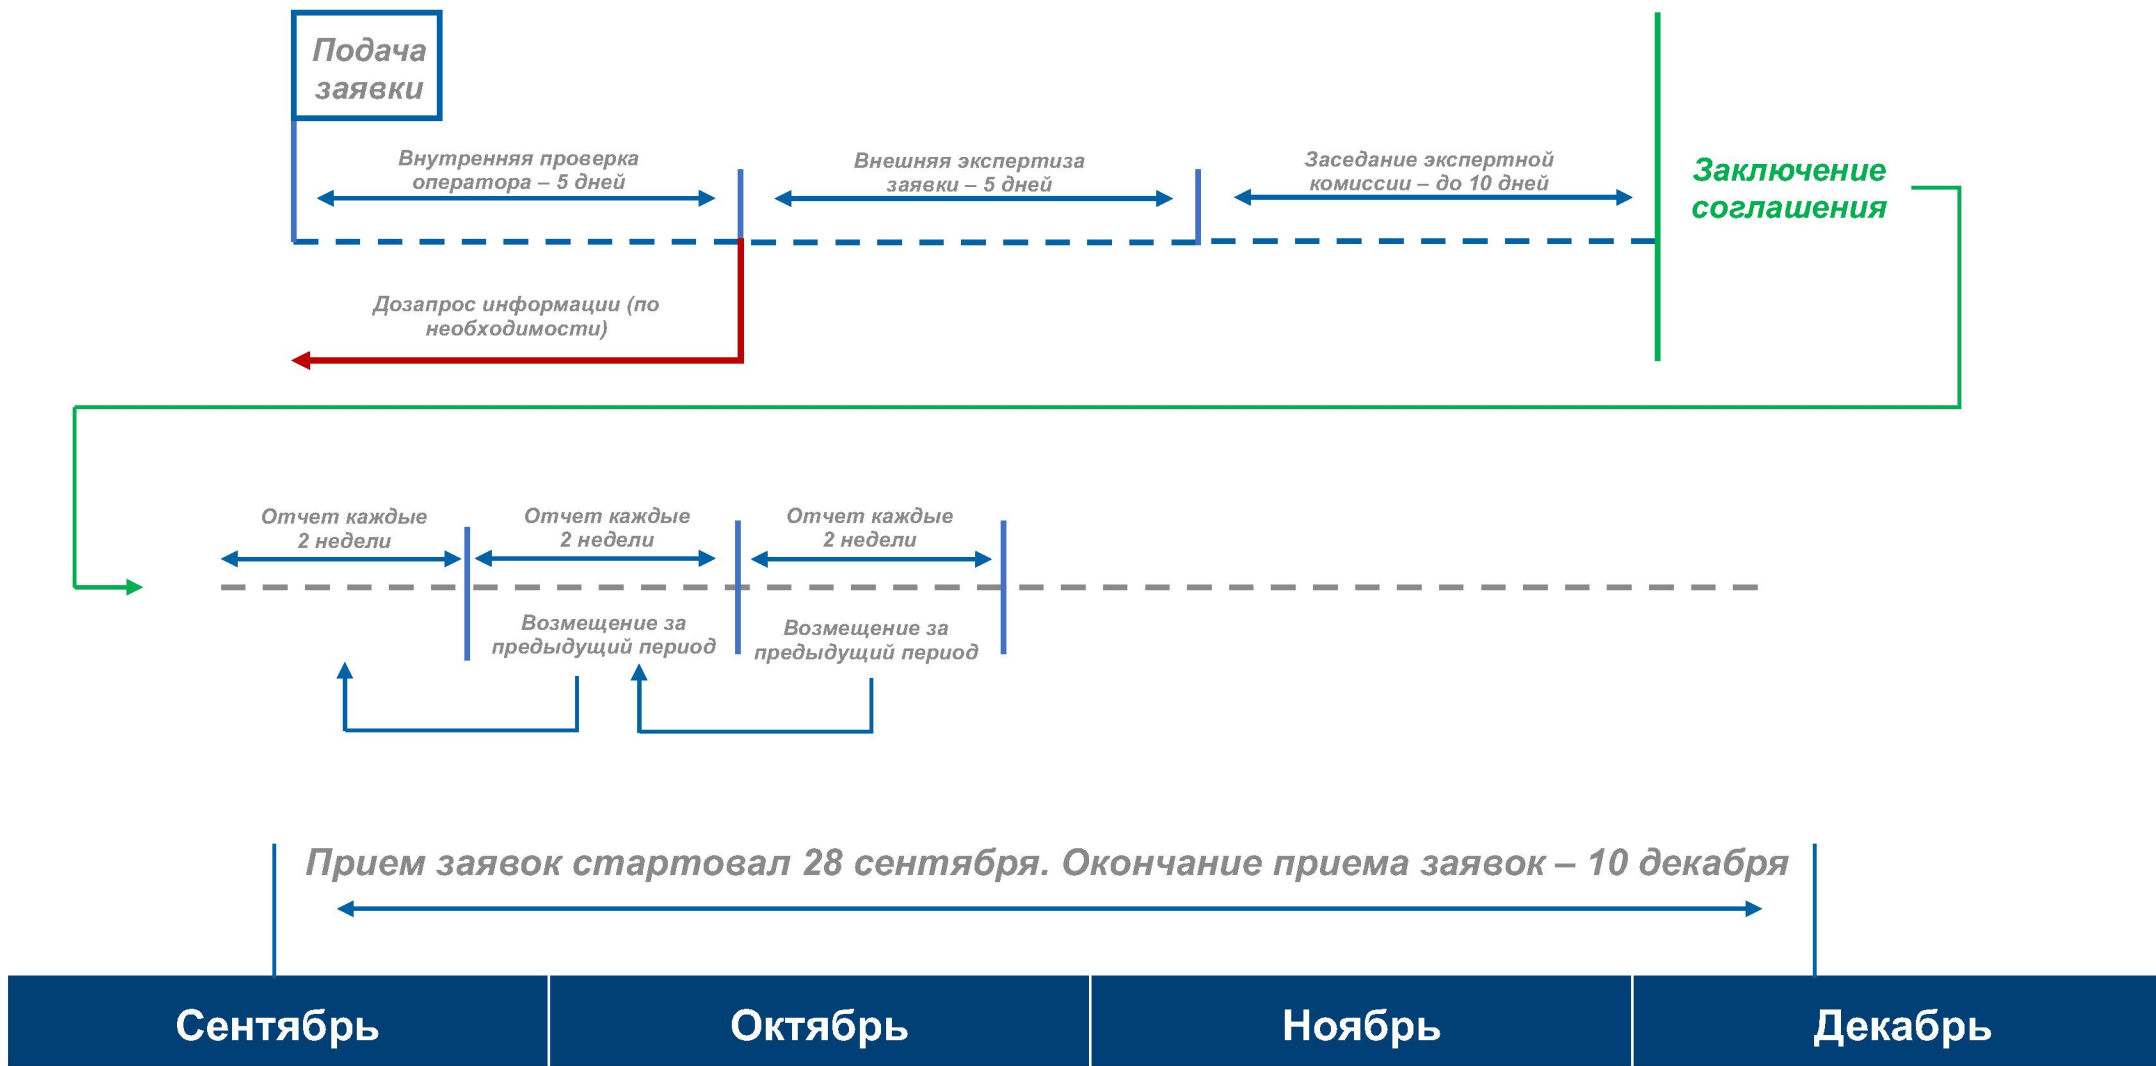 Подача
заявки
Внутренняя проверка
оператора – 5 дней
Внешняя экспертиза
заявки – 5 дней
Заседание экспертной
комиссии – до 10 дней
Заключение
соглашения
Дозапрос информации (по
необходимости)
Отчет каждые
2 недели
Отчет каждые
2 недели
Отчет каждые
2 недели
Возмещение за
предыдущий период
Возмещение за
предыдущий период
Прием заявок стартовал 28 сентября. Окончание приема заявок – 10 декабря
Сентябрь
Октябрь
Ноябрь
Декабрь